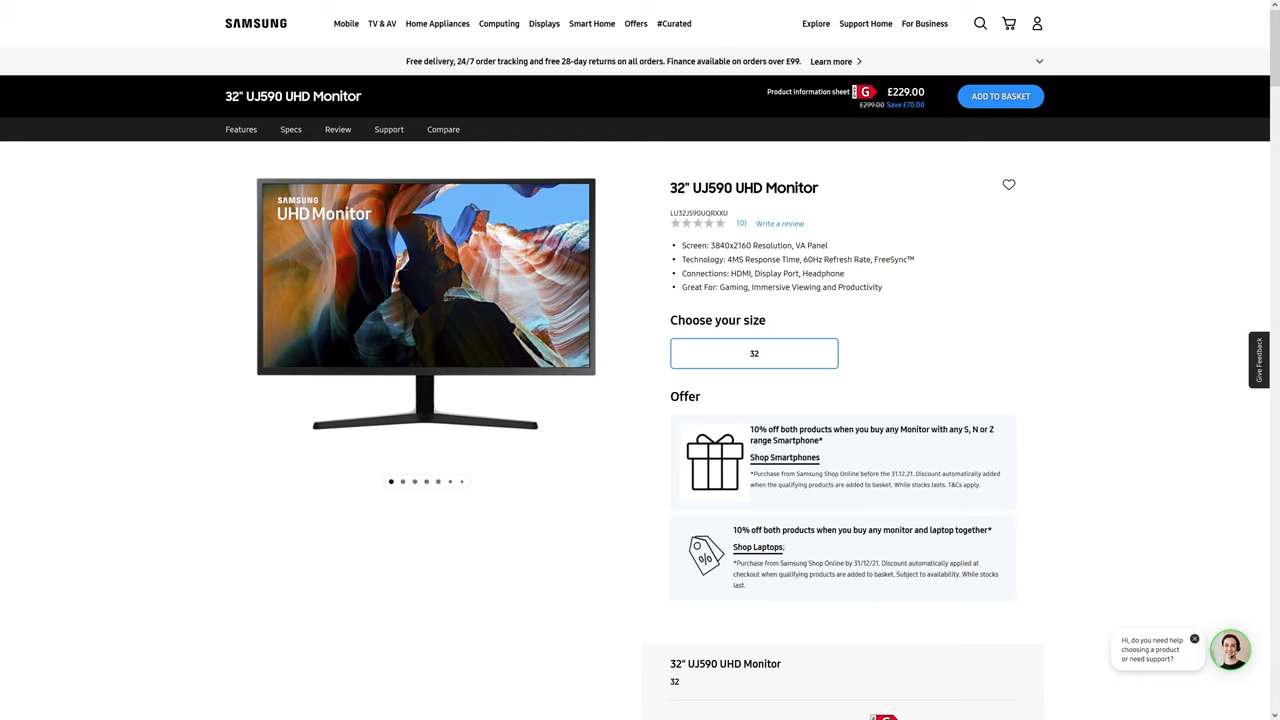 SAMSUNG
Mobile
TV & AV
Home Appliances
Computing
Displays
Smart Home
Offers
#Curated
Explore
Support Home
For Business
Free delivery, 24/7 order tracking and free 28-day returns on all orders. Finance available on orders over £99.
Learn more
32" UJ590 UHD Monitor
Product information sheet
G
£229.00
£299.00 Save £70.00
ADD TO BASKET
Features
Specs
Review
Support
Compare
SAMSUNG
UHD Monitor
32" UJ590 UHD Monitor
LU32J590UQRXXU
(0)
Write a review
• Screen: 3840x2160 Resolution, VA Panel
• Technology: 4MS Response Time, 60Hz Refresh Rate, FreeSync™
• Connections: HDMI, Display Port, Headphone
• Great For: Gaming, Immersive Viewing and Productivity
Choose your size
32
Offer
10% off both products when you buy any Monitor with any S, N or Z
range Smartphone*
Shop Smartphones
*Purchase from Samsung Shop Online before the 31.12.21. Discount automatically added
when the qualifying products are added to basket. While stocks lasts. T&Cs apply.
%
10% off both products when you buy any monitor and laptop together*
Shop Laptops;
*Purchase from Samsung Shop Online by 31/12/21. Discount automatically applied at
checkout when qualifying products are added to basket. Subject to availability. While stocks
last.
32" UJ590 UHD Monitor
32
Give Feedback
Hi, do you need help
choosing a product
or need support?